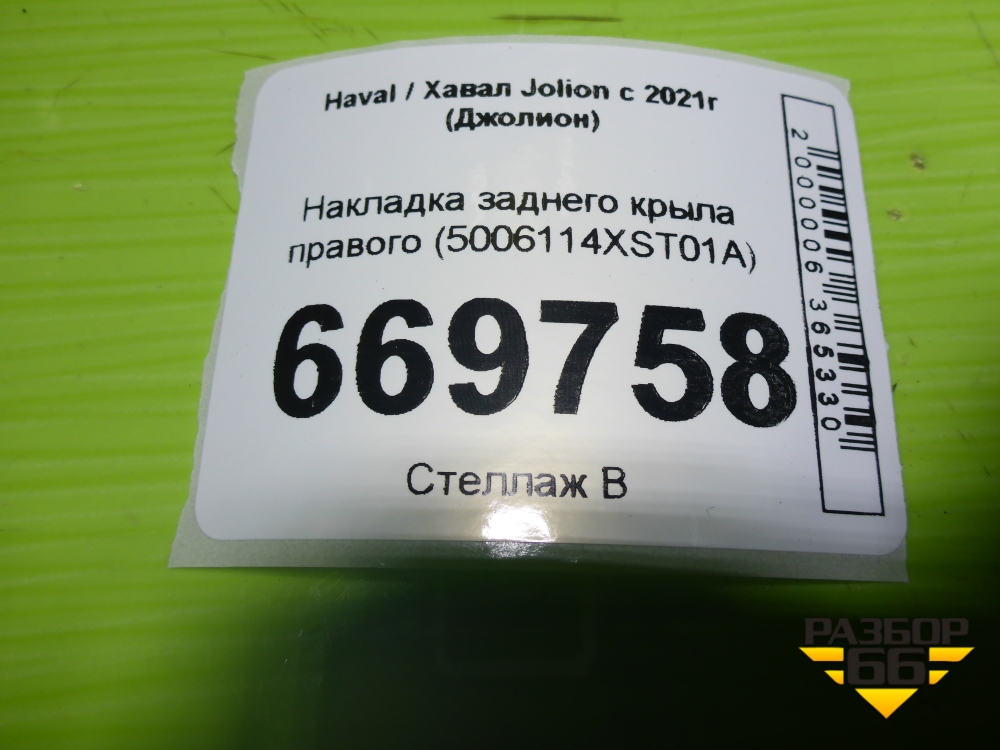 Haval / Хавал Jolion с 2021г
(Джолион)
Накладка заднего крыла
правого (5006114XST01A)
669758
Стеллаж В
2000006365330
РАЗБОР
66